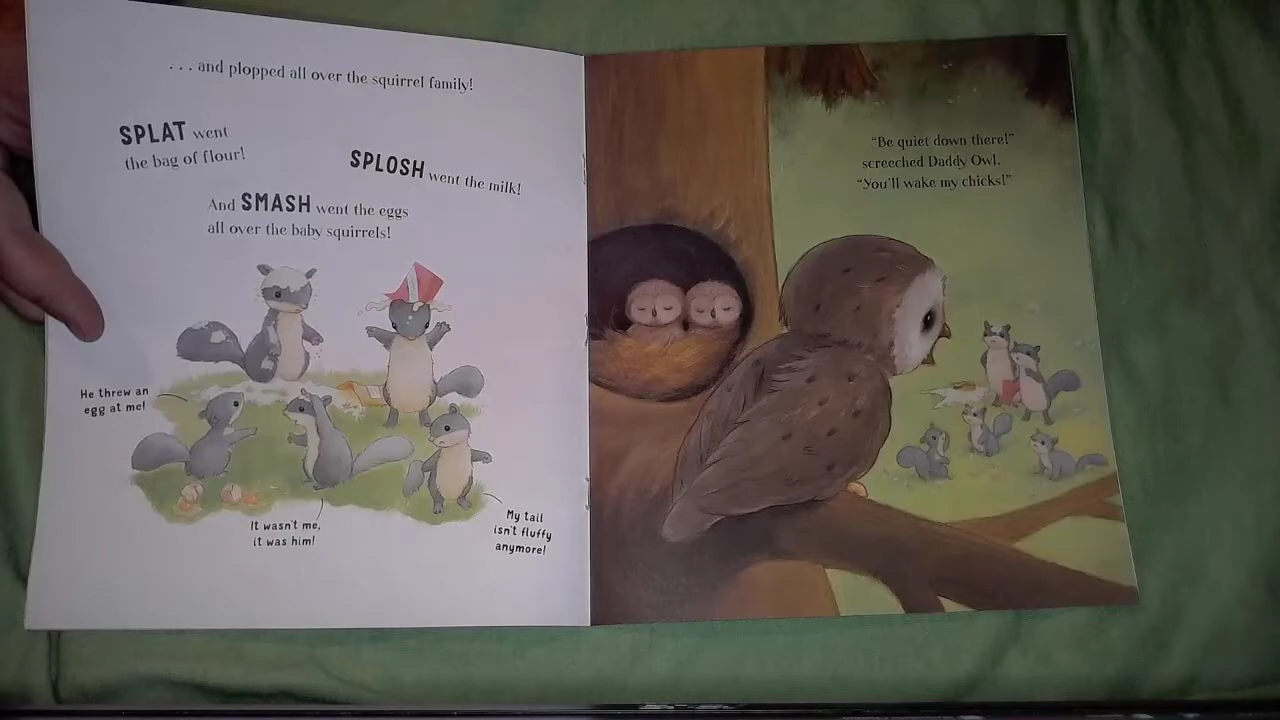 . . . and plopped all over the squirrel family!
SPLAT went
the bag of flour!
SPLOSH went the milk!
And SMASH went the eggs
all over the baby squirrels!
He threw an
egg at me!
It wasn't me,
it was him!
My tail
isn't fluffy
anymore!
"Be quiet down there!"
screeched Daddy Owl.
"You'll wake my chicks!"